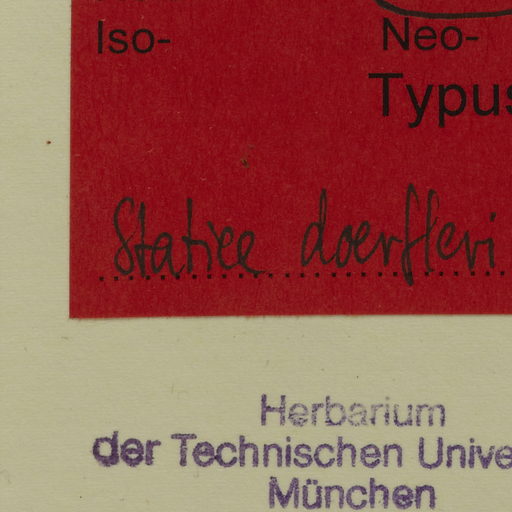 Iso- Neo-
Typus
Statice doerfleri
Herbarium
der Technischen Unive
München